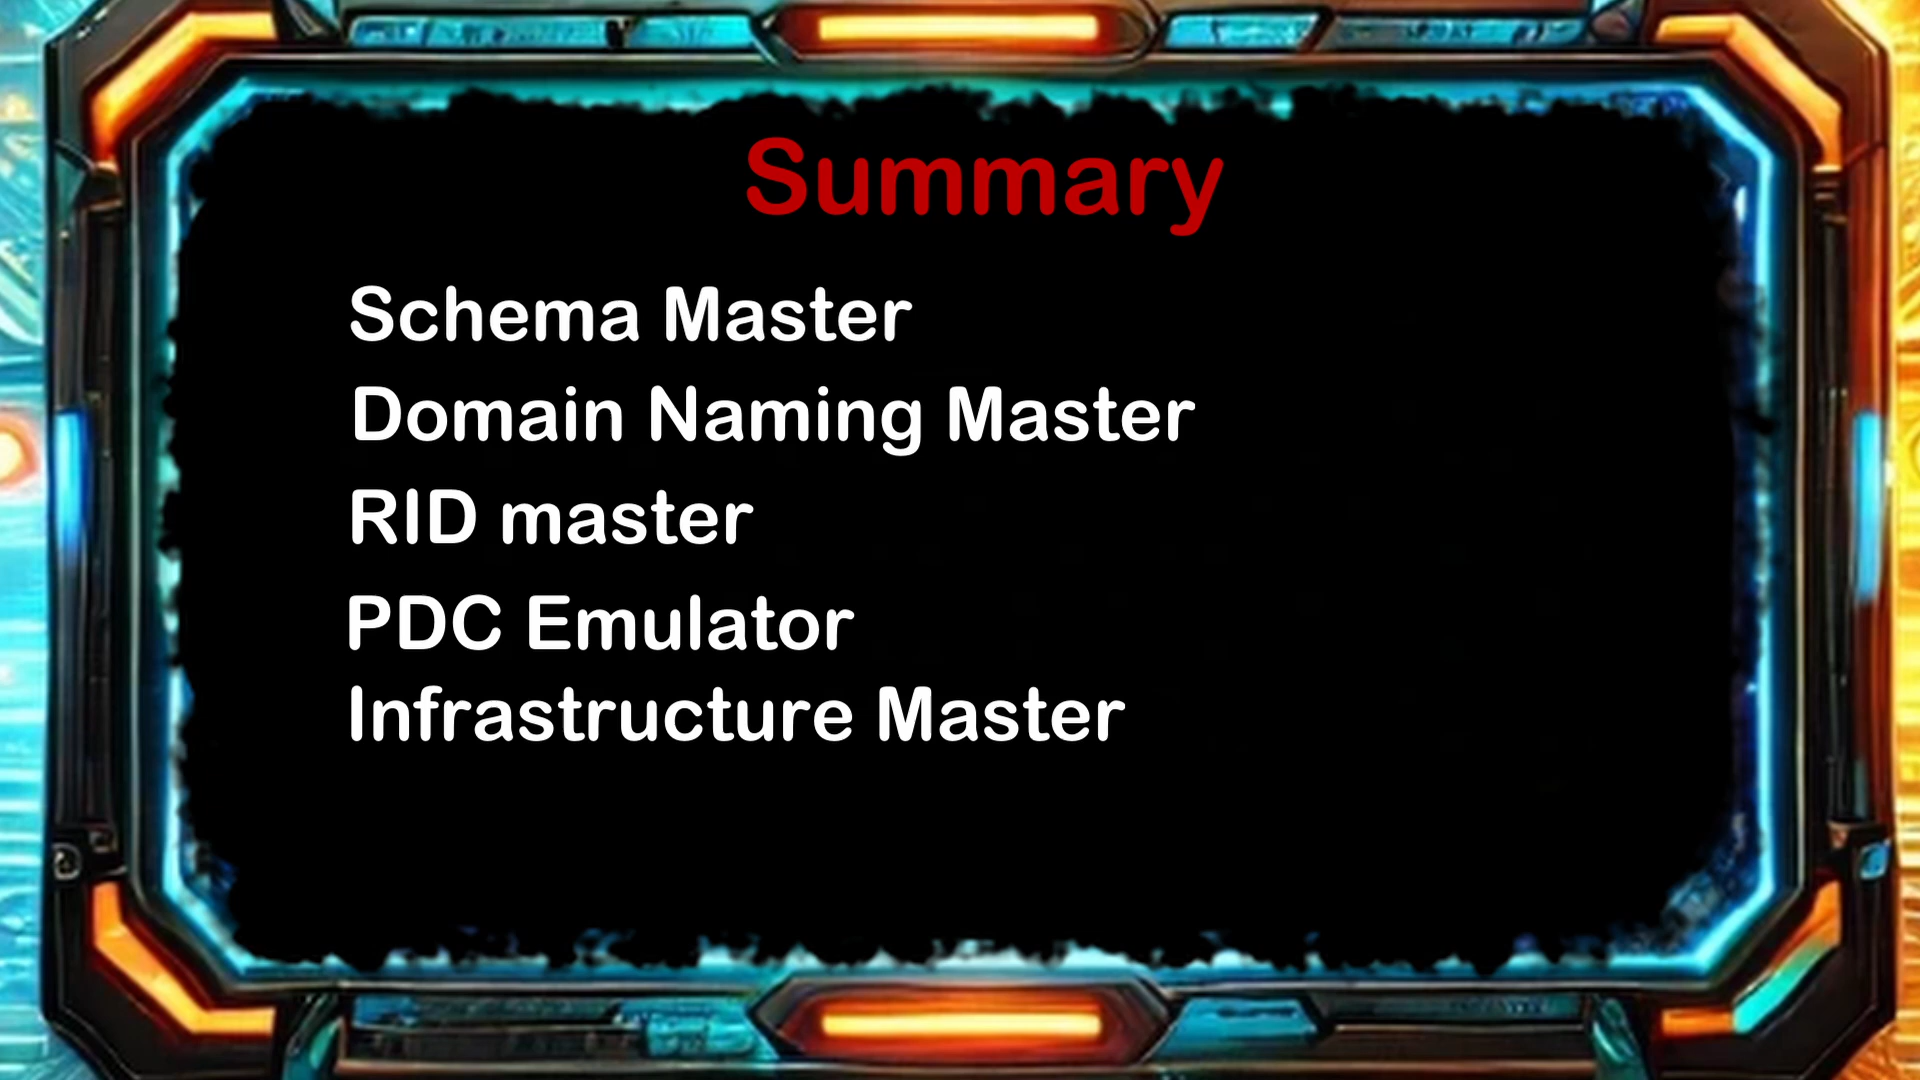 Summary
Schema Master
Domain Naming Master
RID master
PDC Emulator
Infrastructure Master